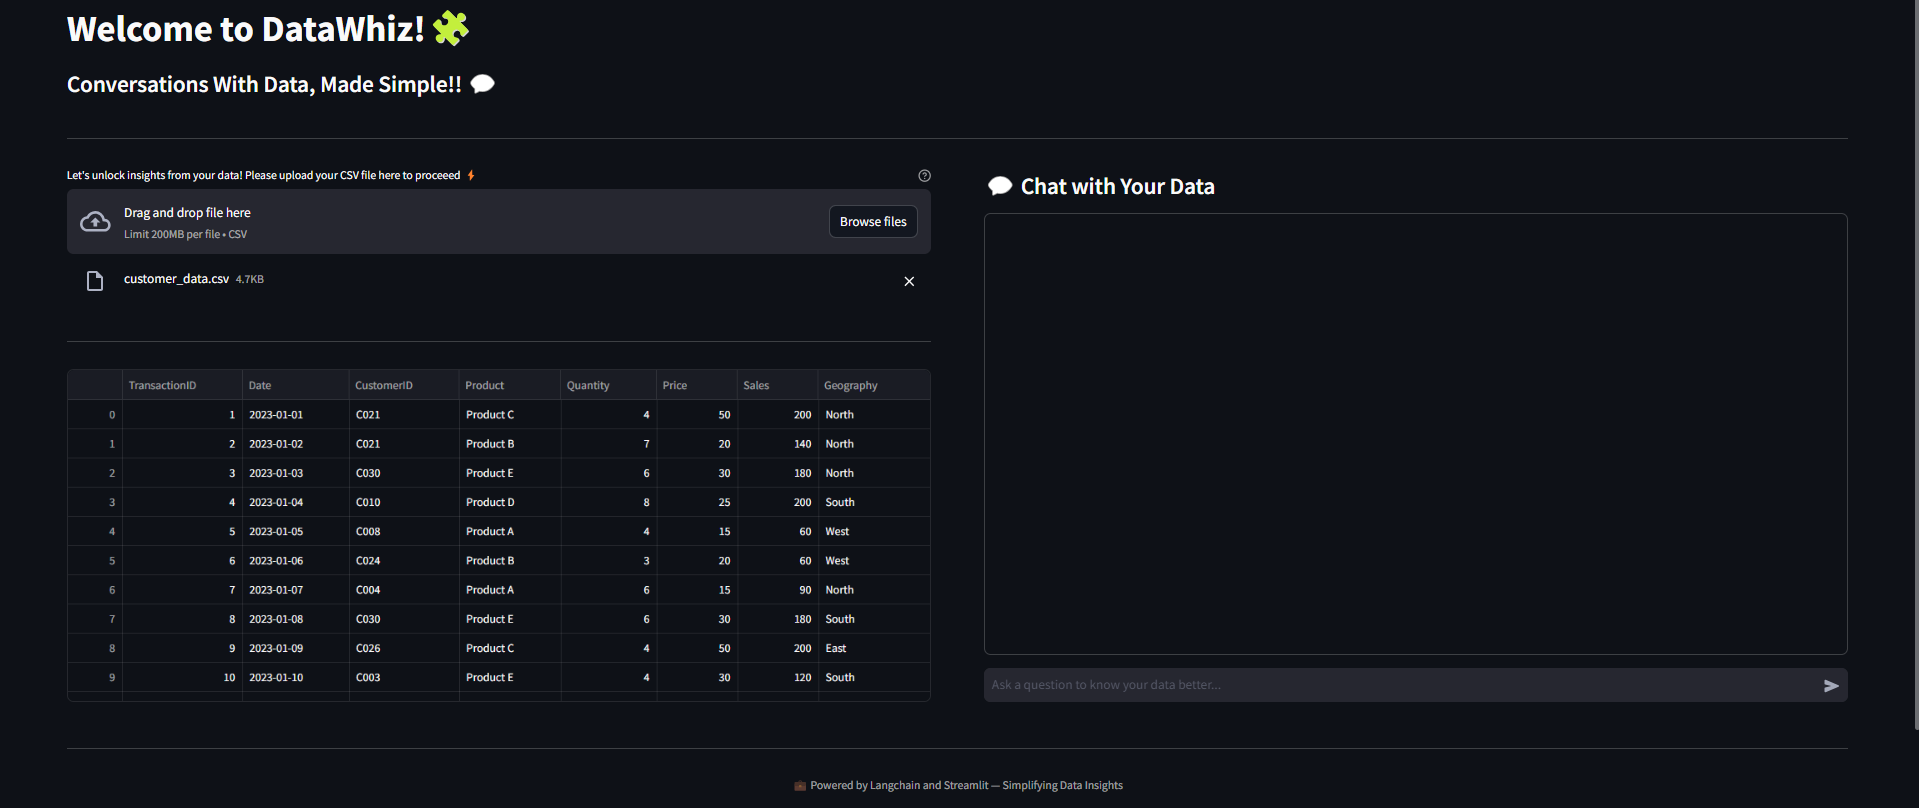 Welcome to DataWhiz!
Conversations With Data, Made Simple!!
Let's unlock insights from your data! Please upload your CSV file here to proceeed
Drag and drop file here
Limit 200MB per file • CSV
Browse files
customer_data.csv 4.7KB
TransactionID Date CustomerID Product Quantity Price Sales Geography
0 1 2023-01-01 C021 Product C 4 50 200 North
1 2 2023-01-02 C021 Product B 7 20 140 North
2 3 2023-01-03 C030 Product E 6 30 180 North
3 4 2023-01-04 C010 Product D 8 25 200 South
4 5 2023-01-05 C008 Product A 4 15 60 West
5 6 2023-01-06 C024 Product B 3 20 60 West
6 7 2023-01-07 C004 Product A 6 15 90 North
7 8 2023-01-08 C030 Product E 6 30 180 South
8 9 2023-01-09 C026 Product C 4 50 200 East
9 10 2023-01-10 C003 Product E 4 30 120 South
Chat with Your Data
Ask a question to know your data better...
Powered by Langchain and Streamlit — Simplifying Data Insights